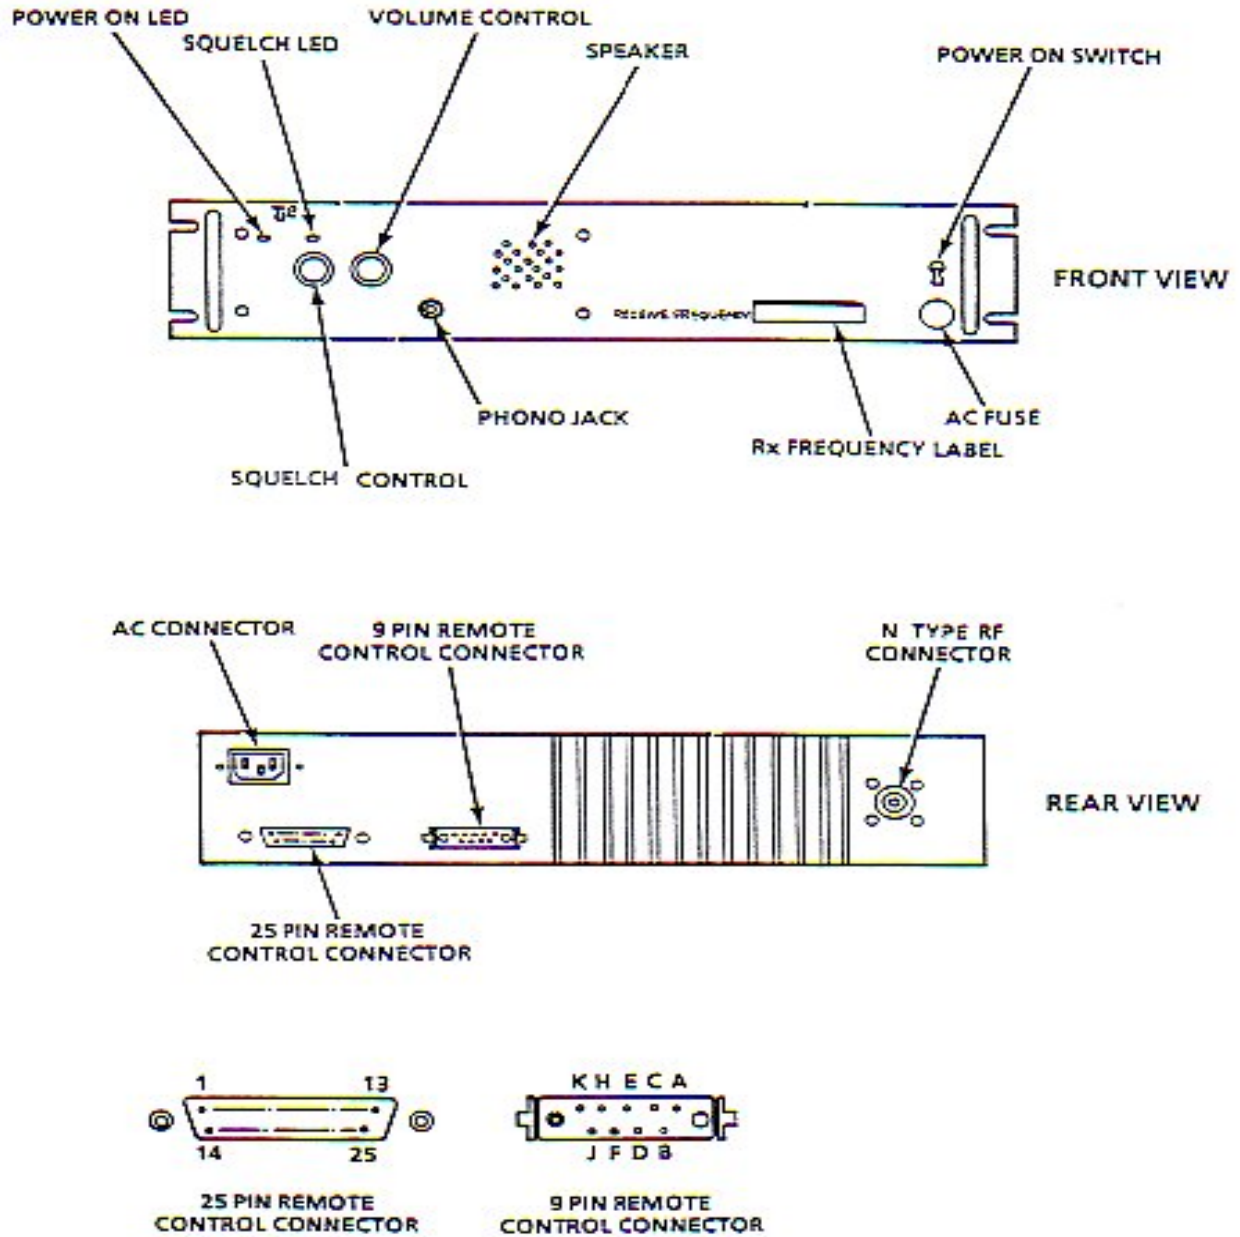 POWER ON LED
VOLUME CONTROL
SQUELCH LED
SPEAKER
POWER ON SWITCH
FRONT VIEW
RECEIVE FREQUENCY
PHONO JACK
AC FUSE
Rx FREQUENCY LABEL
SQUELCH CONTROL
AC CONNECTOR
9 PIN REMOTE
CONTROL CONNECTOR
N TYPE RF
CONNECTOR
REAR VIEW
25 PIN REMOTE
CONTROL CONNECTOR
1 13
14 25
25 PIN REMOTE
CONTROL CONNECTOR
K H E C A
J F D B
9 PIN REMOTE
CONTROL CONNECTOR